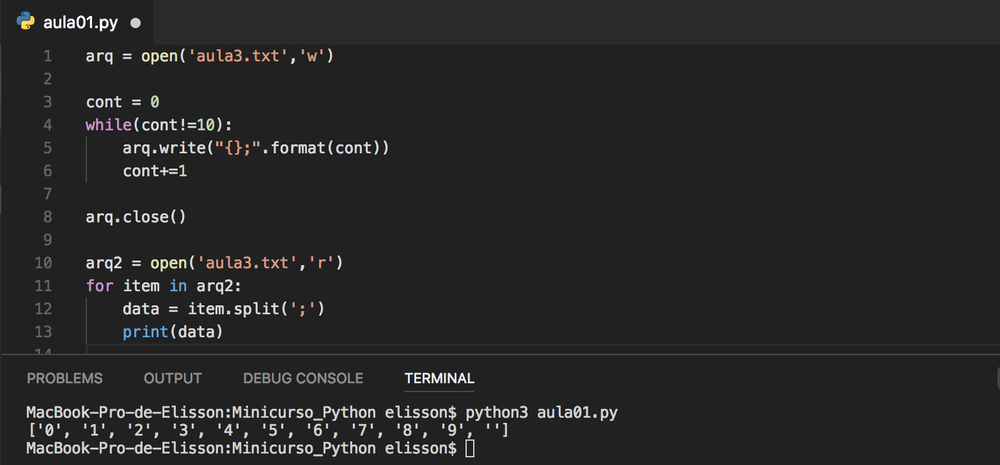 aula01.py
1 arq = open('aula3.txt','w')
2
3 cont = 0
4 while(cont!=10):
5     arq.write("{};".format(cont))
6     cont+=1
7
8 arq.close()
9
10 arq2 = open('aula3.txt','r')
11 for item in arq2:
12     data = item.split(';')
13     print(data)
14
PROBLEMS OUTPUT DEBUG CONSOLE TERMINAL
MacBook-Pro-de-Elisson:Minicurso_Python elisson$ python3 aula01.py
['0', '1', '2', '3', '4', '5', '6', '7', '8', '9', '']
MacBook-Pro-de-Elisson:Minicurso_Python elisson$